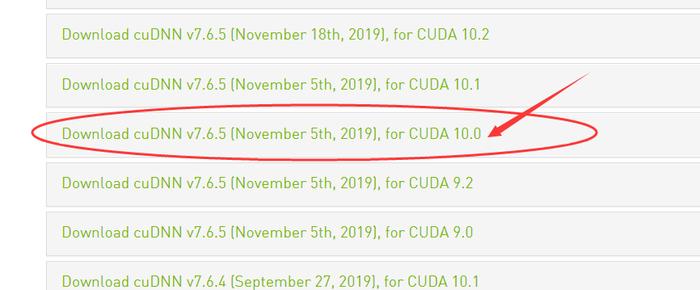 Download cuDNN v7.6.5 (November 18th, 2019), for CUDA 10.2
Download cuDNN v7.6.5 (November 5th, 2019), for CUDA 10.1
Download cuDNN v7.6.5 (November 5th, 2019), for CUDA 10.0
Download cuDNN v7.6.5 (November 5th, 2019), for CUDA 9.2
Download cuDNN v7.6.5 (November 5th, 2019), for CUDA 9.0
Download cuDNN v7.6.4 (September 27, 2019), for CUDA 10.1